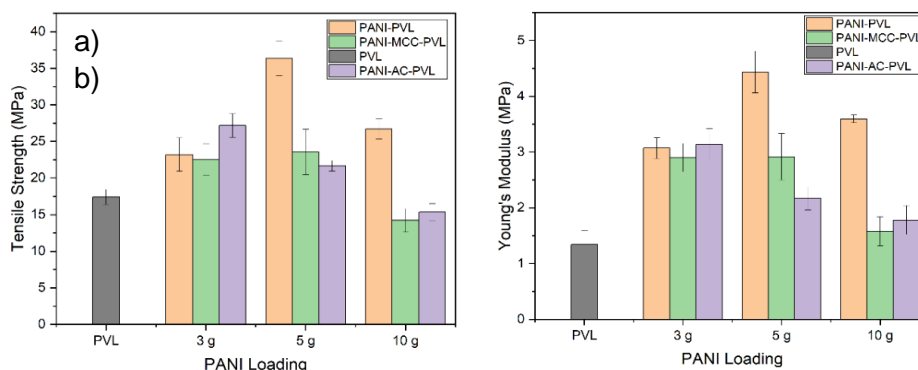 a)
b)
PANI-PVL
PANI-MCC-PVL
PVL
PANI-AC-PVL
Tensile Strength (MPa)
40
35
30
25
20
15
10
5
0
PVL 3 g 5 g 10 g
PANI Loading
PANI-PVL
PANI-MCC-PVL
PVL
PANI-AC-PVL
Young's Modulus (MPa)
5
4
3
2
1
0
PVL 3 g 5 g 10 g
PANI Loading